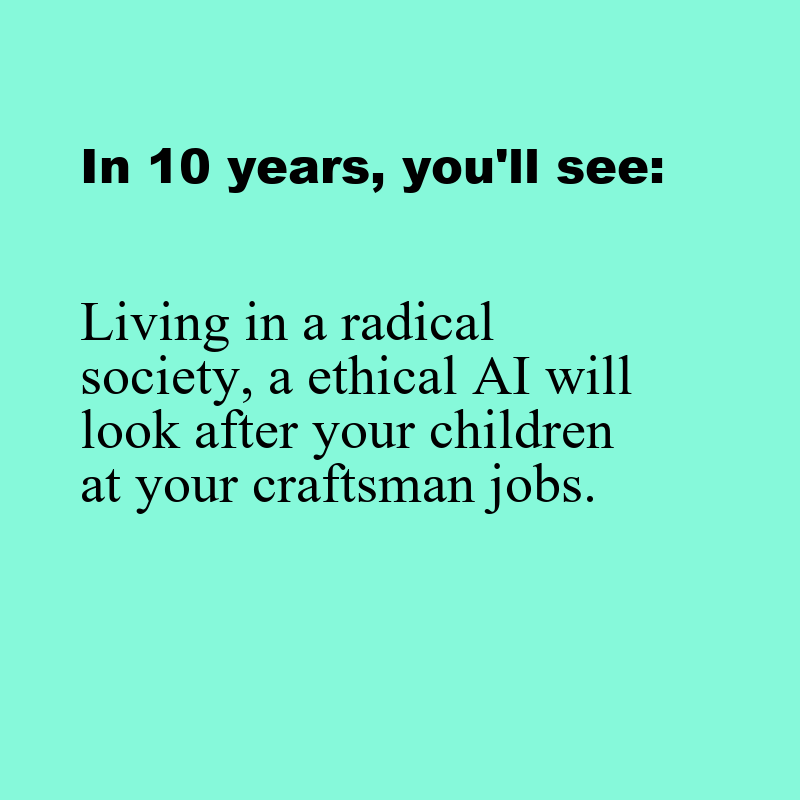 In 10 years, you'll see:
Living in a radical
society, a ethical AI will
look after your children
at your craftsman jobs.